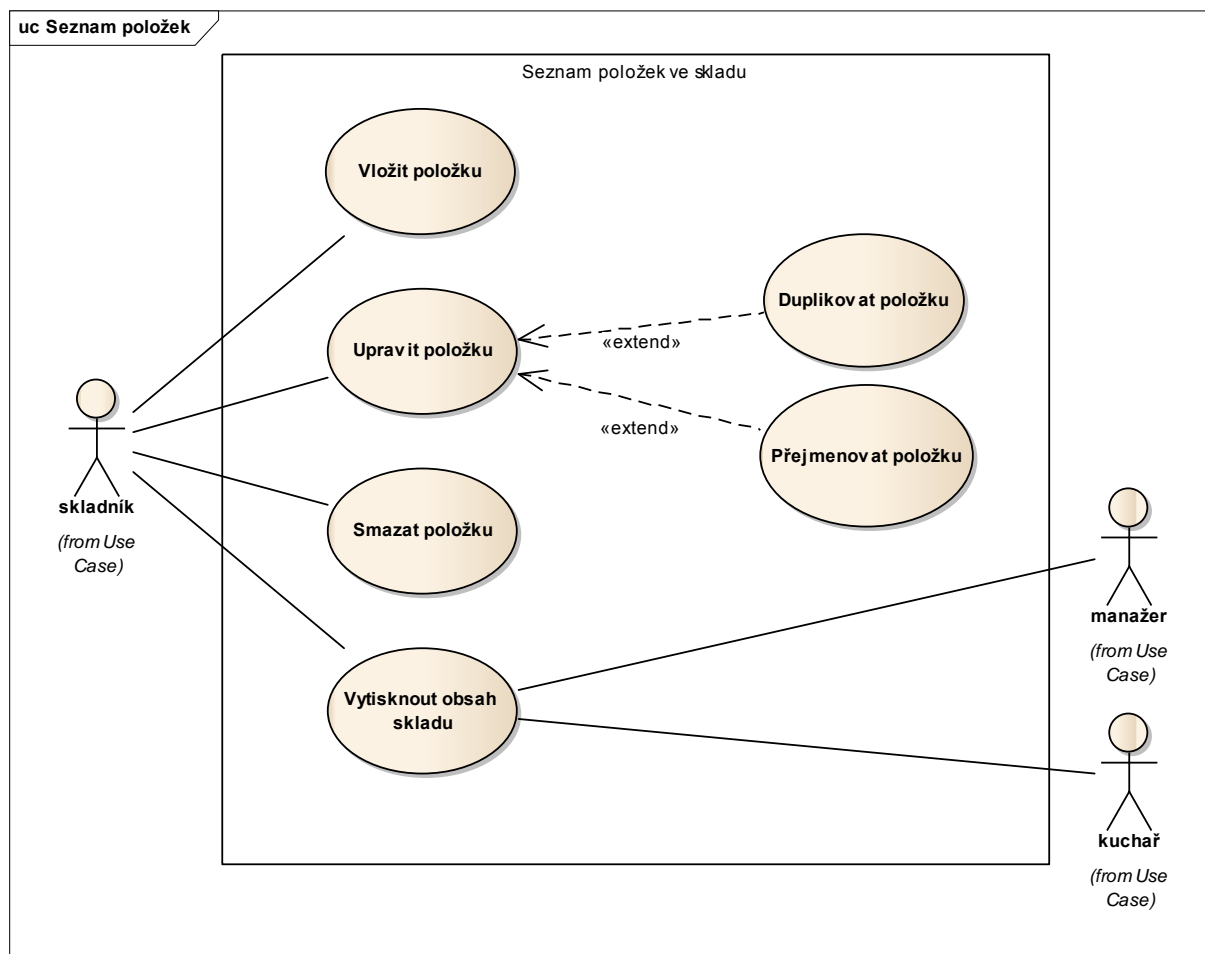 uc Seznam položek
Seznam položek ve skladu
Vložit položku
Duplikovat položku
«extend»
Upravit položku
«extend»
Přejmenovat položku
skladník
(from Use
Case)
Smazat položku
manažer
(from Use
Case)
Vytisknout obsah
skladu
kuchař
(from Use
Case)